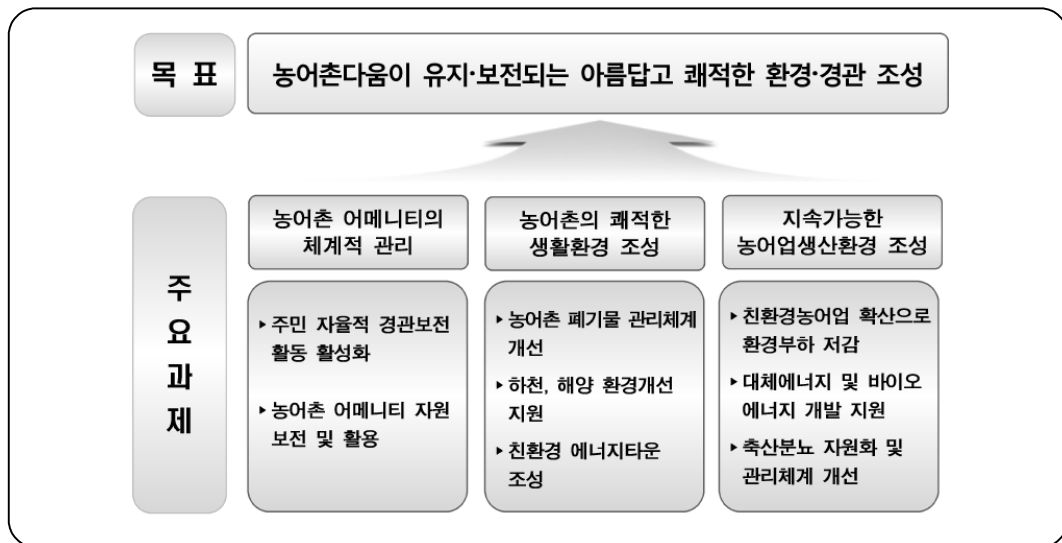 목 표
농어촌다움이 유지·보전되는 아름답고 쾌적한 환경·경관 조성
주
요
과
제
농어촌 어메니티의
체계적 관리
▸주민 자율적 경관보전
활동 활성화
▸농어촌 어메니티 자원
보전 및 활용
농어촌의 쾌적한
생활환경 조성
▸농어촌 폐기물 관리체계
개선
▸하천, 해양 환경개선
지원
▸친환경 에너지타운
조성
지속가능한
농어업생산환경 조성
▸친환경농어업 확산으로
환경부하 저감
▸대체에너지 및 바이오
에너지 개발 지원
▸축산분뇨 자원화 및
관리체계 개선